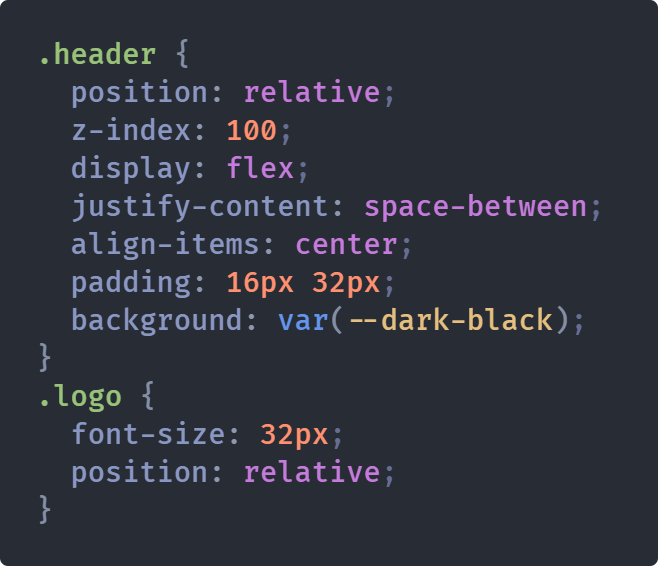 .header {
  position: relative;
  z-index: 100;
  display: flex;
  justify-content: space-between;
  align-items: center;
  padding: 16px 32px;
  background: var(--dark-black);
}
.logo {
  font-size: 32px;
  position: relative;
}